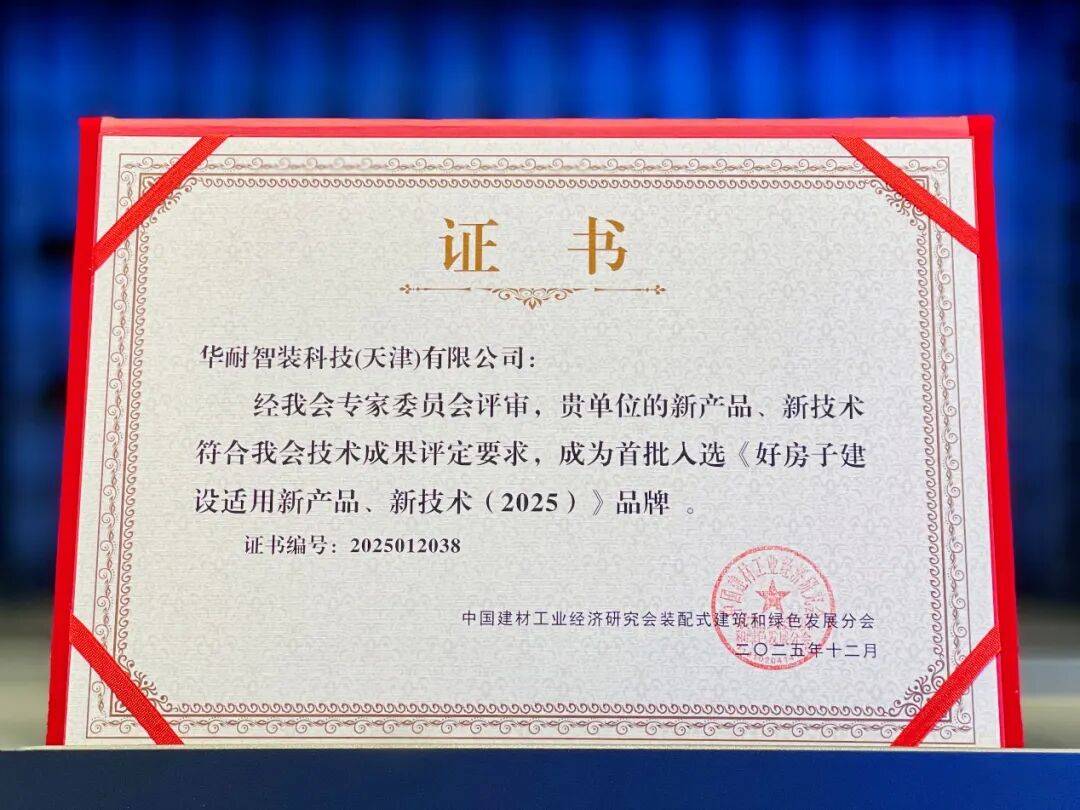 证 书
华耐智装科技(天津)有限公司：
经我会专家委员会评审，贵单位的新产品、新技术
符合我会技术成果评定要求，成为首批入选《好房子建
设适用新产品、新技术（2025）》品牌 。
证书编号：2025012038
中国建材工业经济研究会装配式建筑和绿色发展分会
二〇二五年十二月